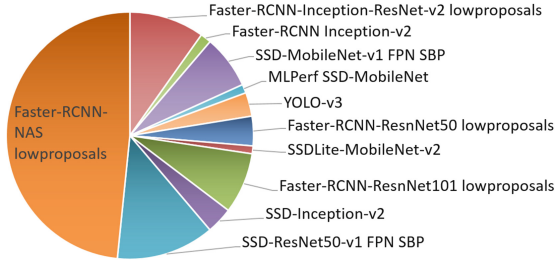 Faster-RCNN-Inception-ResNet-v2 lowproposals
Faster-RCNN Inception-v2
SSD-MobileNet-v1 FPN SBP
MLPerf SSD-MobileNet
YOLO-v3
Faster-RCNN-
NAS
lowproposals
Faster-RCNN-ResnNet50 lowproposals
SSDLite-MobileNet-v2
Faster-RCNN-ResnNet101 lowproposals
SSD-Inception-v2
SSD-ResNet50-v1 FPN SBP